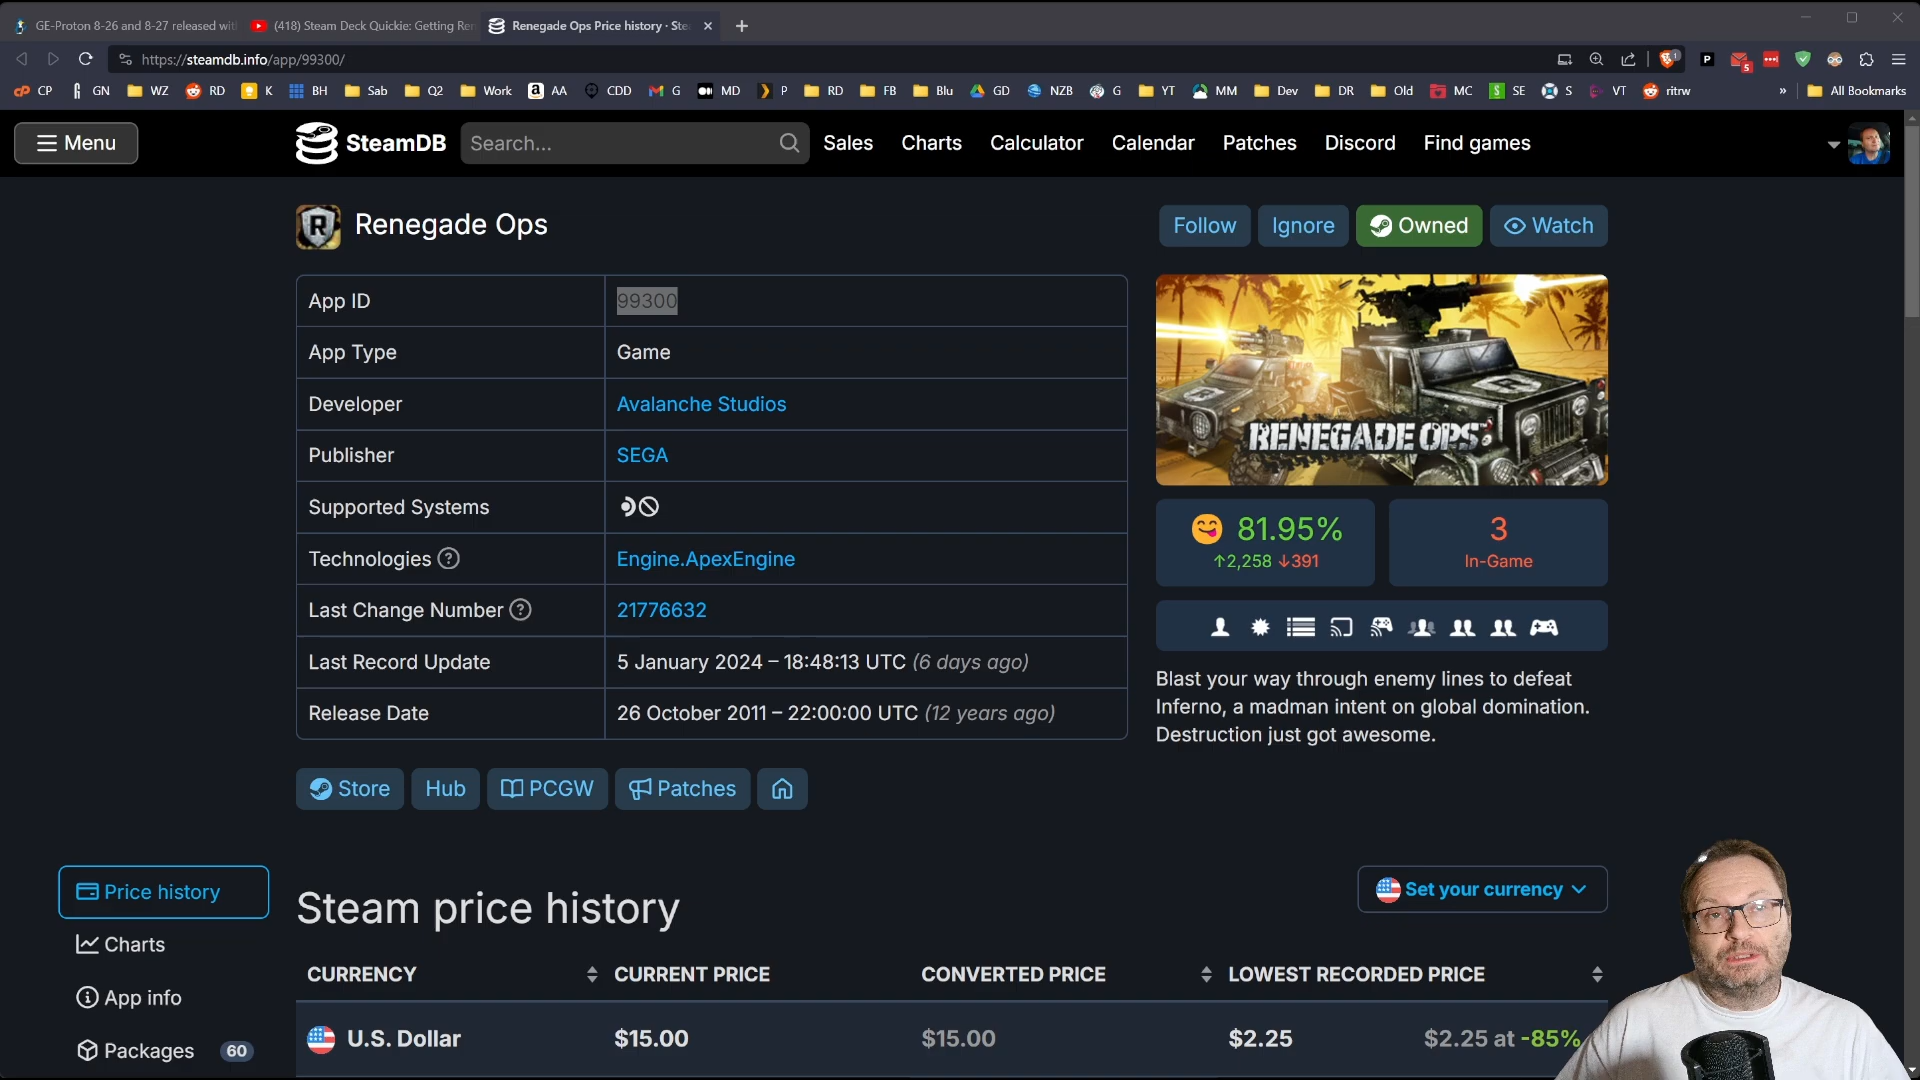 GE-Proton 8-26 and 8-27 released wit
(418) Steam Deck Quickie: Getting Ren
Renegade Ops Price history · Ste
https://steamdb.info/app/99300/
CP GN WZ RD K BH Sab Q2 Work AA CDD G MD P RD FB Blu GD NZB G YT MM Dev DR Old MC SE S VT ritrw » All Bookmarks
Menu
SteamDB
Search...
Sales Charts Calculator Calendar Patches Discord Find games
Renegade Ops
Follow Ignore Owned Watch
App ID 99300
App Type Game
Developer Avalanche Studios
Publisher SEGA
Supported Systems
Technologies Engine.ApexEngine
Last Change Number 21776632
Last Record Update 5 January 2024 – 18:48:13 UTC (6 days ago)
Release Date 26 October 2011 – 22:00:00 UTC (12 years ago)
RENEGADE OPS
81.95%
↑2,258 ↓391
3
In-Game
Blast your way through enemy lines to defeat
Inferno, a madman intent on global domination.
Destruction just got awesome.
Store Hub PCGW Patches
Price history
Charts
App info
Packages 60
Steam price history
Set your currency
CURRENCY CURRENT PRICE CONVERTED PRICE LOWEST RECORDED PRICE
U.S. Dollar $15.00 $15.00 $2.25 $2.25 at -85%